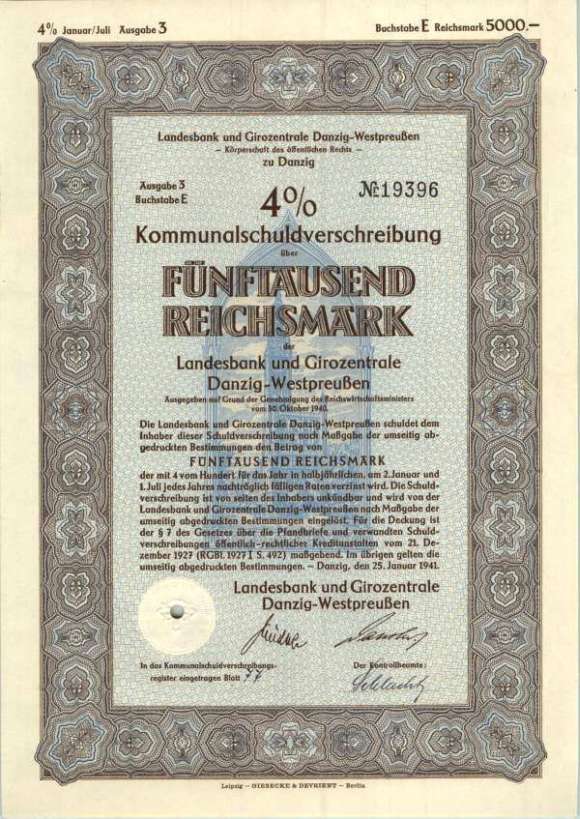 4% Januar/Juli Ausgabe 3
Buchstabe E Reichsmark 5000.—
Landesbank und Girozentrale Danzig-Westpreußen
– Körperschaft des öffentlichen Rechts –
zu Danzig
Ausgabe 3
Buchstabe E
4%
№ 19396
Kommunalschuldverschreibung
über
FÜNFTAUSEND
REICHSMARK
der
Landesbank und Girozentrale
Danzig-Westpreußen
Ausgegeben auf Grund der Genehmigung des Reichswirtschaftsministers
vom 30. Oktober 1940.
Die Landesbank und Girozentrale Danzig-Westpreußen schuldet dem
Inhaber dieser Schuldverschreibung nach Maßgabe der umseitig ab-
gedruckten Bestimmungen den Betrag von
FÜNFTAUSEND REICHSMARK
der mit 4 vom Hundert für das Jahr in halbjährlichen, am 2. Januar und
1. Juli jedes Jahres nachträglich fälligen Raten verzinst wird. Die Schuld-
verschreibung ist von seiten des Inhabers unkündbar und wird von der
Landesbank und Girozentrale Danzig-Westpreußen nach Maßgabe der
umseitig abgedruckten Bestimmungen eingelöst. Für die Deckung ist
der § 7 des Gesetzes über die Pfandbriefe und verwandten Schuld-
verschreibungen öffentlich-rechtlicher Kreditanstalten vom 21. De-
zember 1927 (RGBl. 1927 I S. 492) maßgebend. Im übrigen gelten die
umseitig abgedruckten Bestimmungen. – Danzig, den 25. Januar 1941.
Landesbank und Girozentrale
Danzig-Westpreußen
In das Kommunalschuldverschreibungs-
register eingetragen Blatt 77
Der Kontrollbeamte:
Leipzig – GIESECKE & DEVRIENT – Berlin